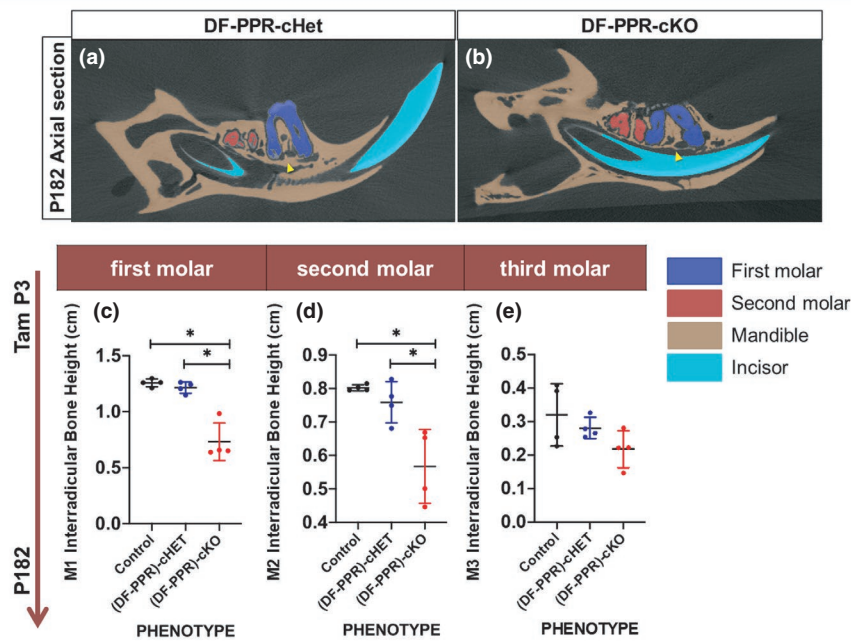 DF-PPR-cHet
DF-PPR-cKO
P182 Axial section
(a)
(b)
first molar
second molar
third molar
Tam P3
P182
(c)
M1 Interradicular Bone Height (cm)
1.5
1.0
0.5
0.0
*
*
Control
(DF-PPR)-cHET
(DF-PPR)-cKO
PHENOTYPE
(d)
M2 Interradicular Bone Height (cm)
0.9
0.8
0.7
0.6
0.5
0.4
*
*
Control
(DF-PPR)-cHET
(DF-PPR)-cKO
PHENOTYPE
(e)
M3 Interradicular Bone Height (cm)
0.5
0.4
0.3
0.2
0.1
0.0
Control
(DF-PPR)-cHET
(DF-PPR)-cKO
PHENOTYPE
First molar
Second molar
Mandible
Incisor